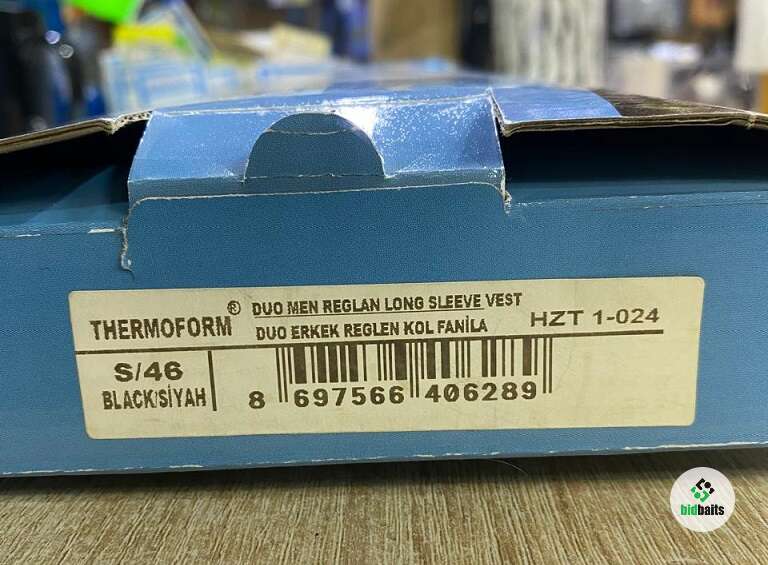 THERMOFORM ® DUO MEN REGLAN LONG SLEEVE VEST
DUO ERKEK REGLEN KOL FANİLA HZT 1-024
S/46
BLACK/SİYAH
8 697566 406289
bidbaits